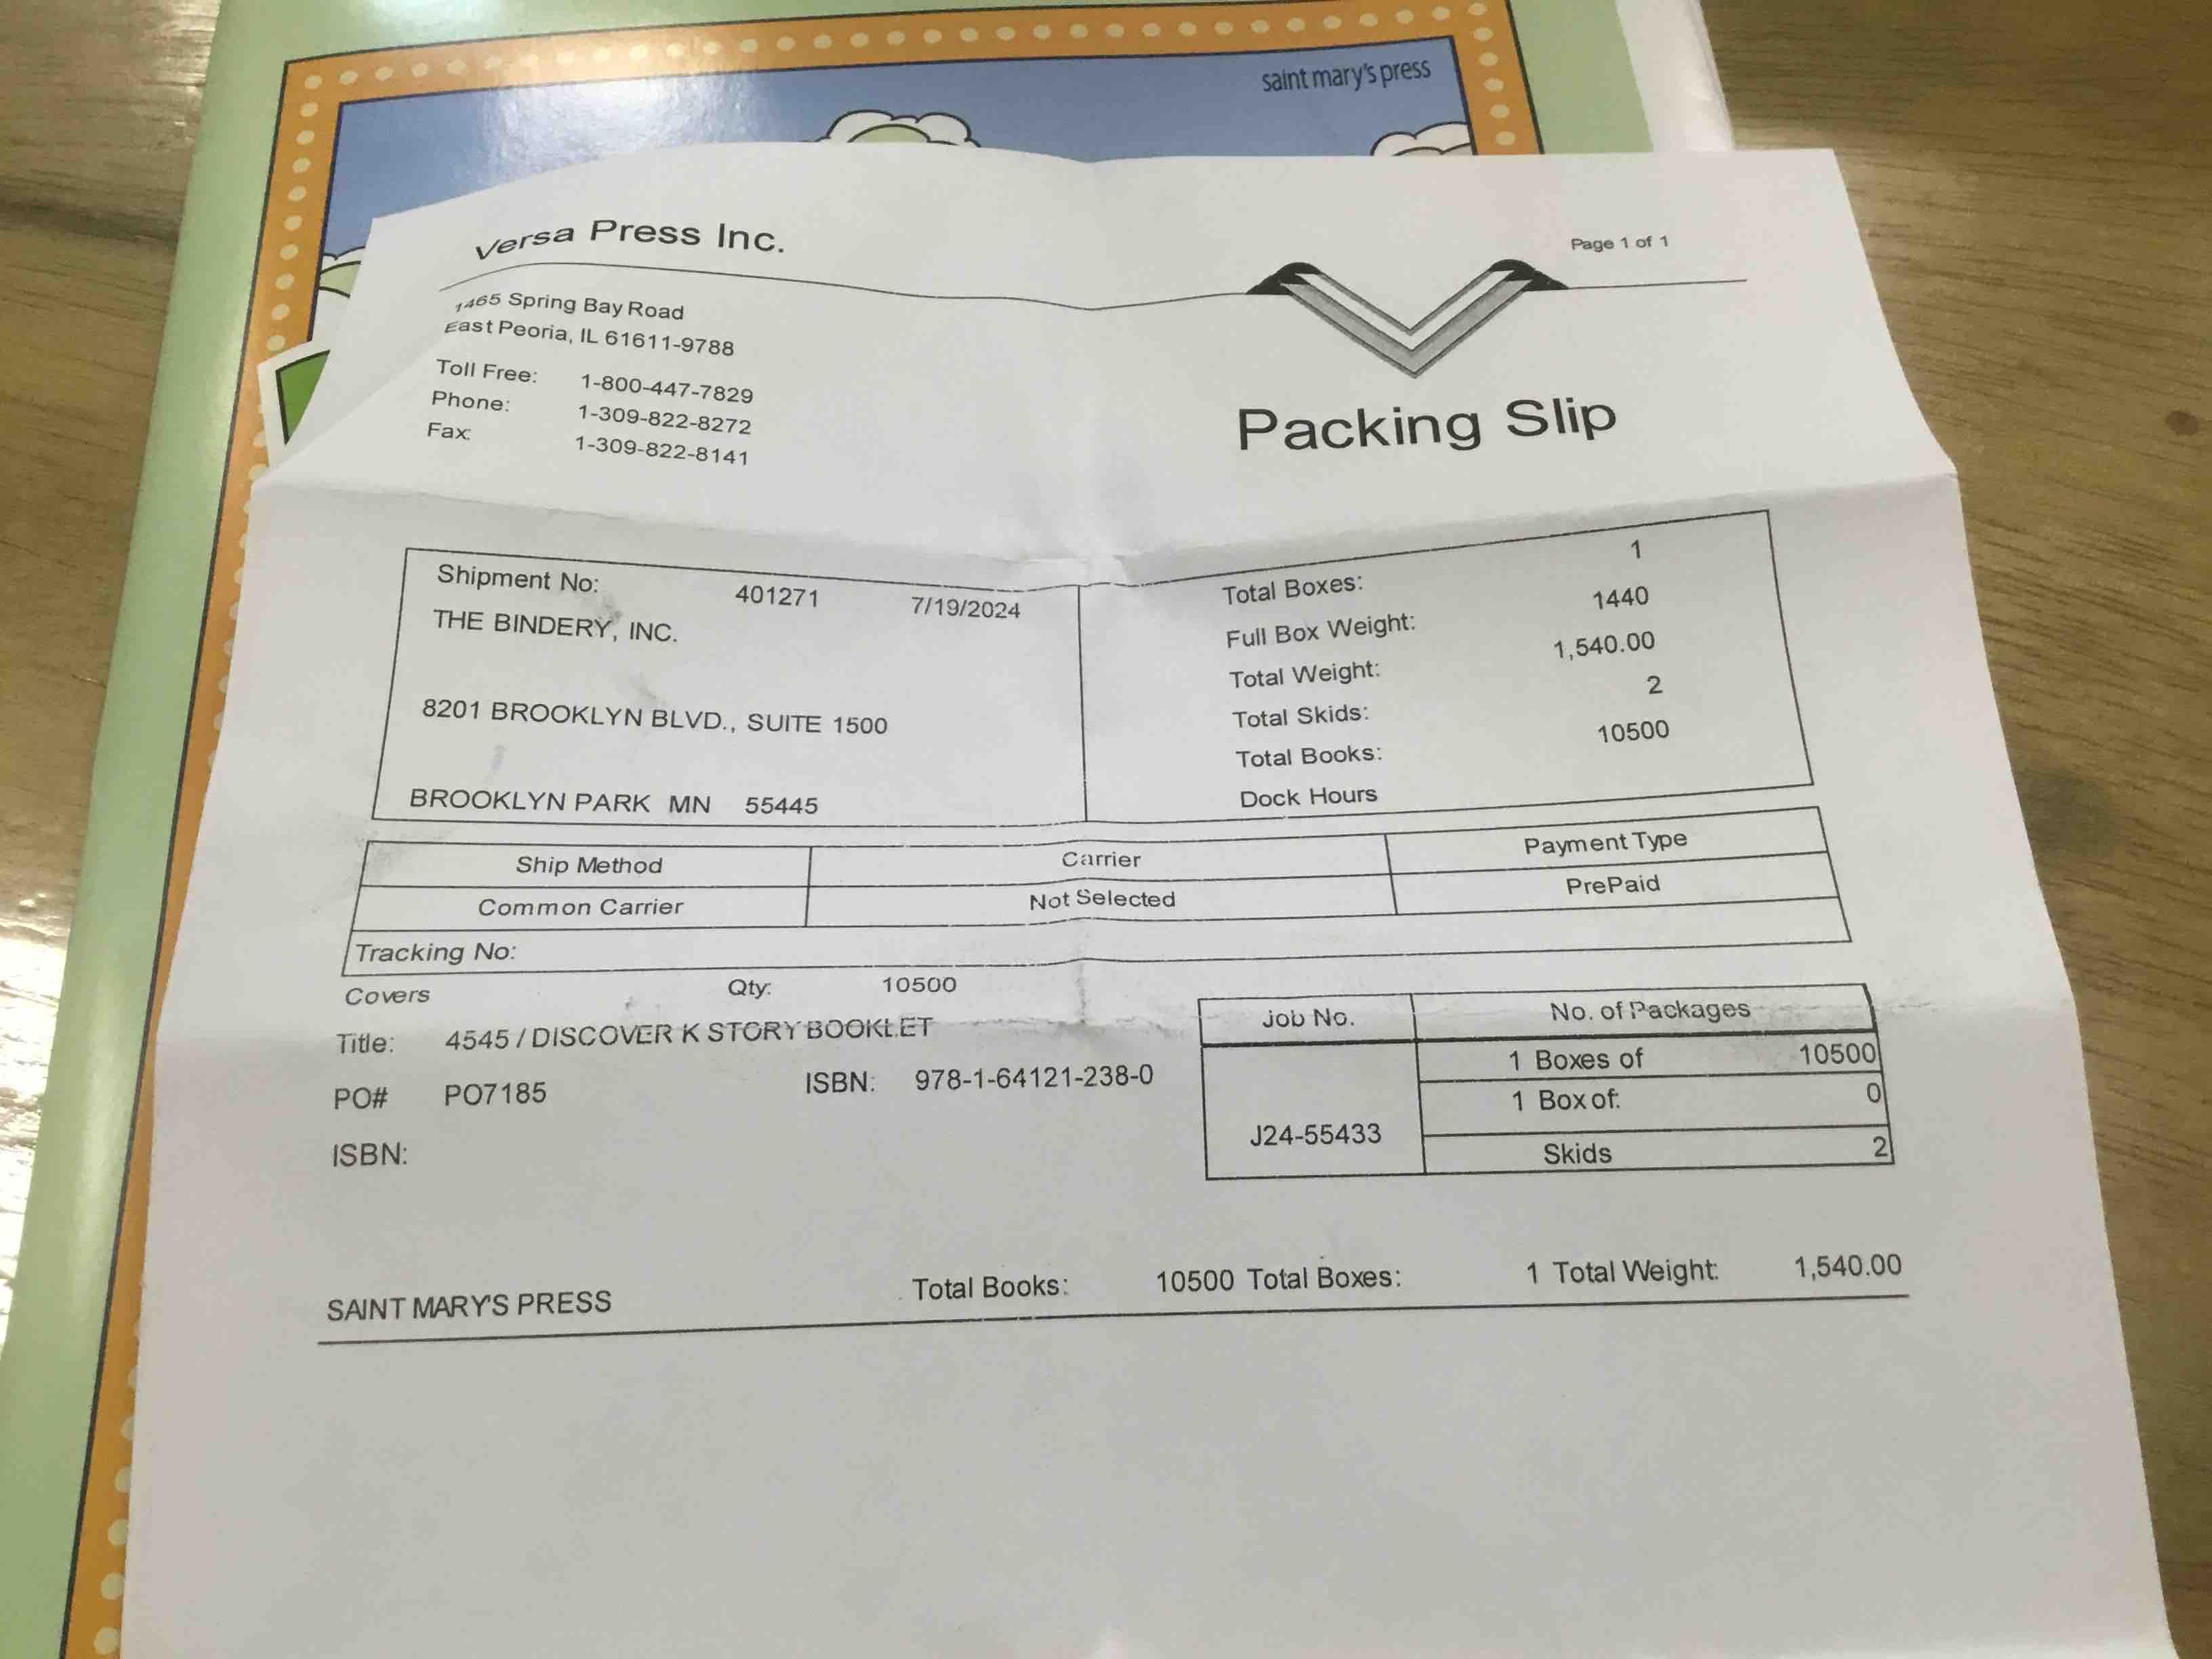 saint mary's press
Versa Press Inc.
Page 1 of 1
1465 Spring Bay Road
East Peoria, IL 61611-9788
Toll Free: 1-800-447-7829
Phone: 1-309-822-8272
Fax: 1-309-822-8141
Packing Slip
Shipment No: 401271 7/19/2024
THE BINDERY, INC.
8201 BROOKLYN BLVD., SUITE 1500
BROOKLYN PARK MN 55445
Total Boxes: 1
Full Box Weight: 1440
Total Weight: 1,540.00
Total Skids: 2
Total Books: 10500
Dock Hours
Ship Method Carrier Payment Type
Common Carrier Not Selected PrePaid
Tracking No:
Covers Qty: 10500
Title: 4545 / DISCOVER K STORY BOOKLET
PO# PO7185 ISBN: 978-1-64121-238-0
ISBN:
Job No. No. of Packages
1 Boxes of 10500
1 Box of: 0
J24-55433
Skids 2
SAINT MARY'S PRESS Total Books: 10500 Total Boxes: 1 Total Weight: 1,540.00